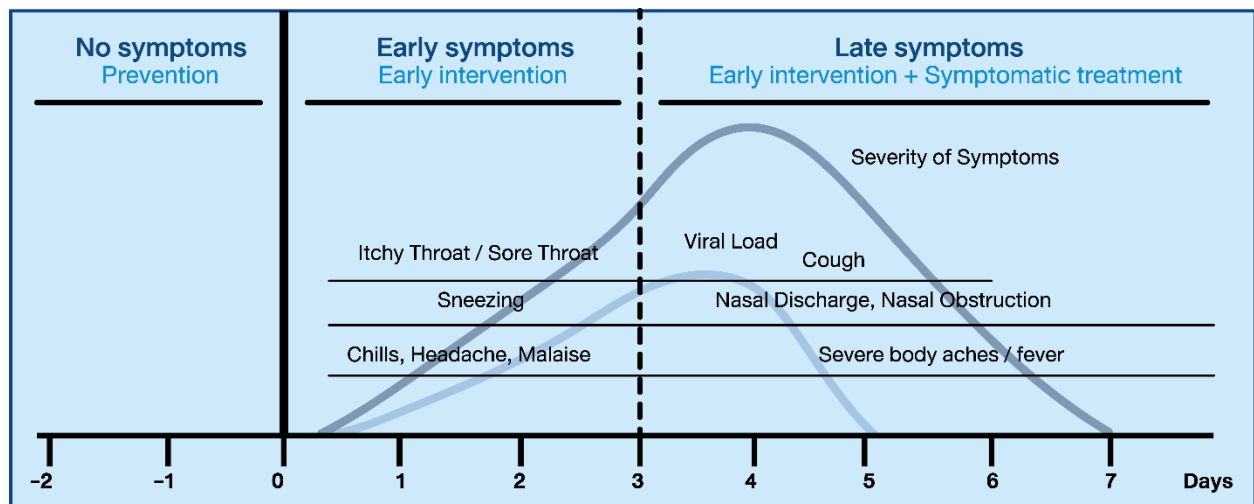 No symptoms
Prevention
Early symptoms
Early intervention
Late symptoms
Early intervention + Symptomatic treatment
Severity of Symptoms
Itchy Throat / Sore Throat
Viral Load
Cough
Sneezing
Nasal Discharge, Nasal Obstruction
Chills, Headache, Malaise
Severe body aches / fever
-2 -1 0 1 2 3 4 5 6 7 Days